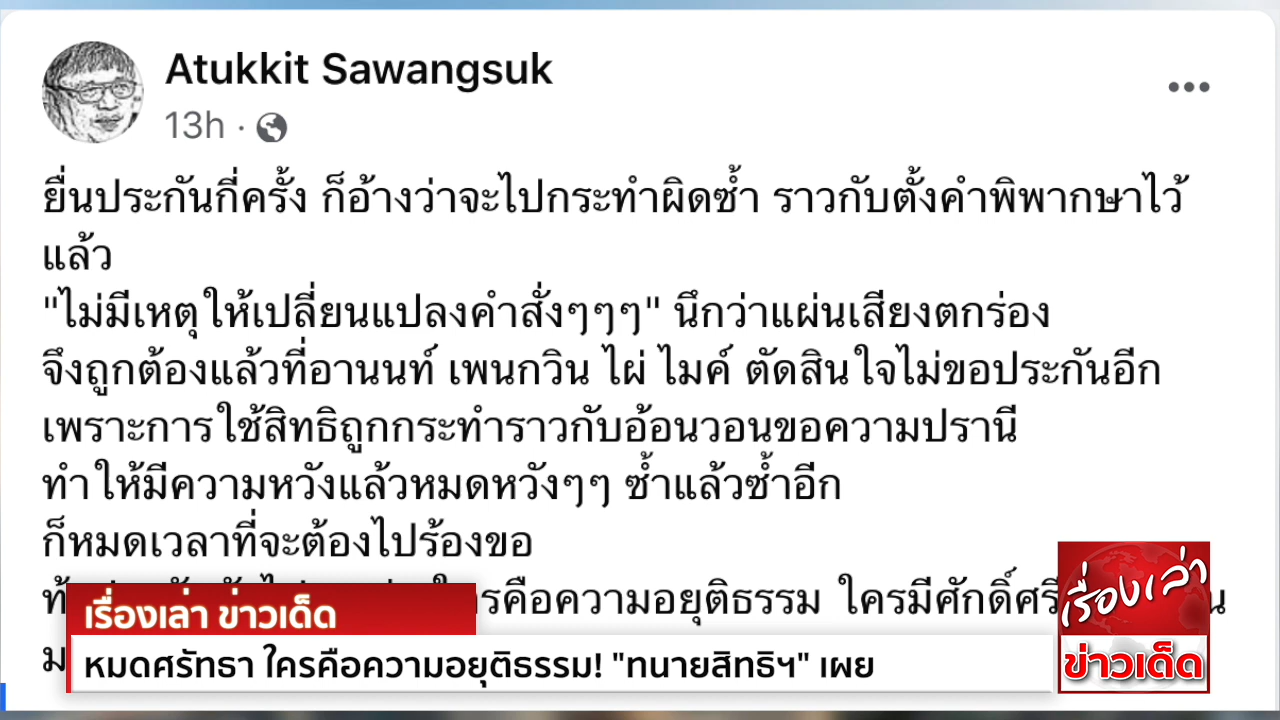 Atukkit Sawangsuk
13h ·
ยื่นประกันกี่ครั้ง ก็อ้างว่าจะไปกระทำผิดซ้ำ ราวกับตั้งคำพิพากษาไว้
แล้ว
"ไม่มีเหตุให้เปลี่ยนแปลงคำสั่งๆๆๆ" นึกว่าแผ่นเสียงตกร่อง
จึงถูกต้องแล้วที่อานนท์ เพนกวิน ไผ่ ไมค์ ตัดสินใจไม่ขอประกันอีก
เพราะการใช้สิทธิถูกกระทำราวกับอ้อนวอนขอความปรานี
ทำให้มีความหวังแล้วหมดหวังๆๆ ซ้ำแล้วซ้ำอีก
ก็หมดเวลาที่จะต้องไปร้องขอ
คือความอยุติธรรม ใครมีศักดิ์
เรื่องเล่า ข่าวเด็ด
หมดศรัทธา ใครคือความอยุติธรรม! "ทนายสิทธิฯ" เผย
เรื่องเล่า
ข่าวเด็ด